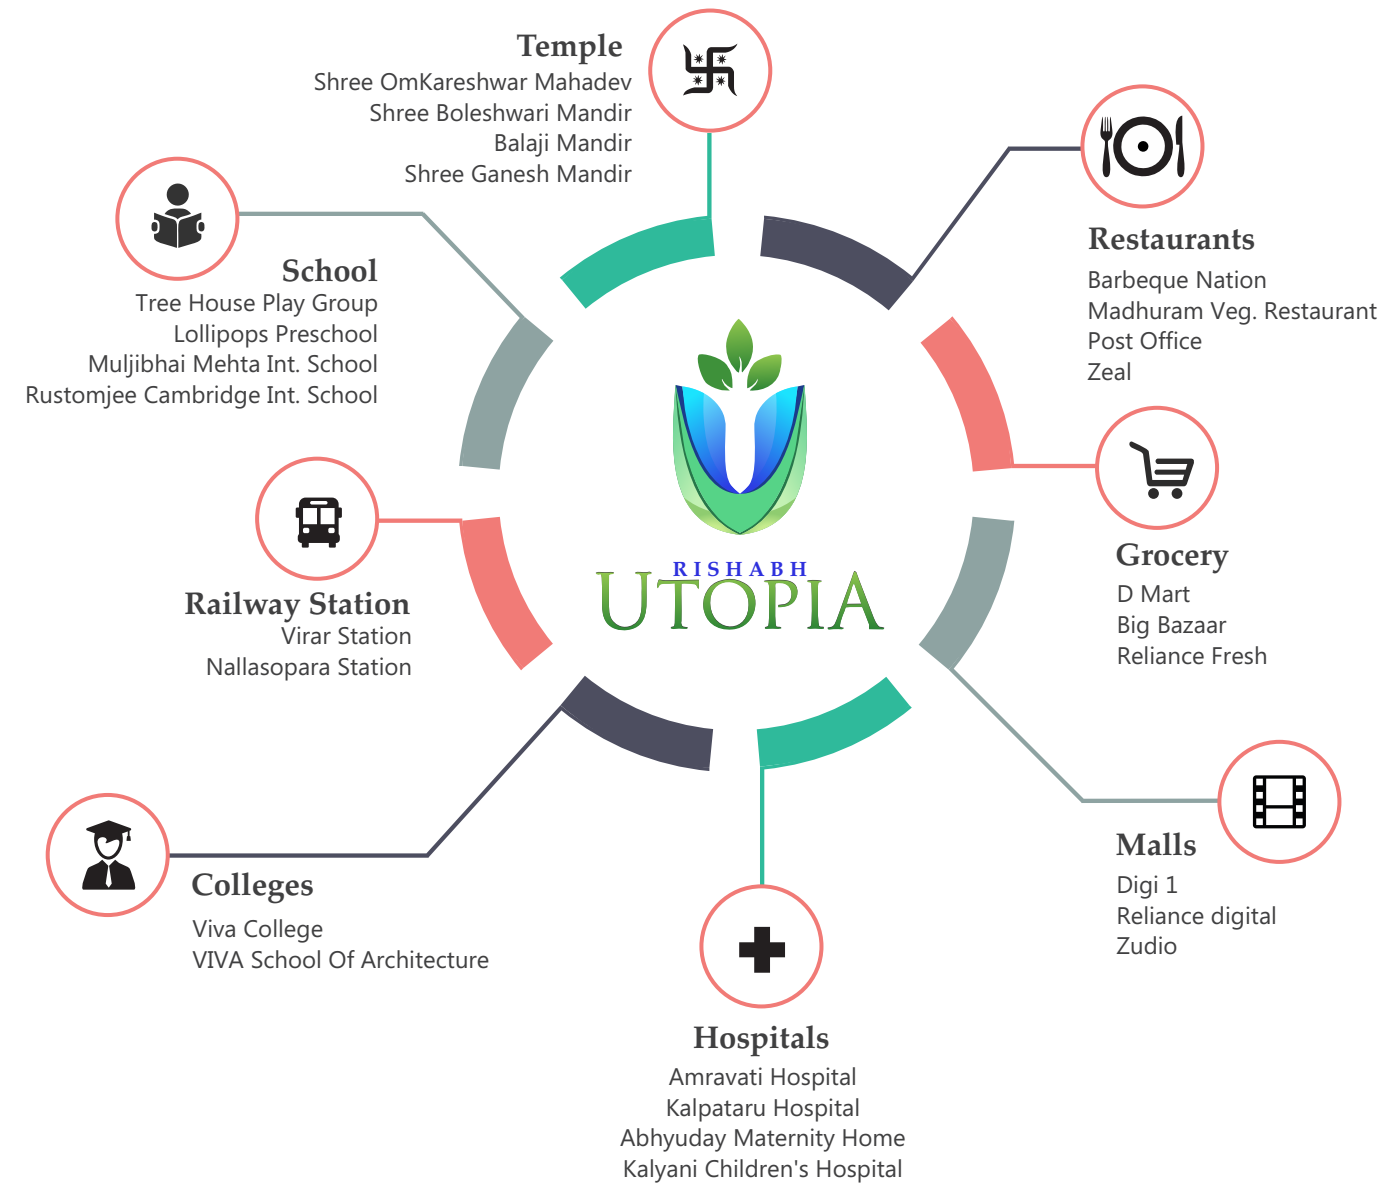 Temple
Shree OmKareshwar Mahadev
Shree Boleshwari Mandir
Balaji Mandir
Shree Ganesh Mandir
Restaurants
Barbeque Nation
Madhuram Veg. Restaurant
Post Office
Zeal
School
Tree House Play Group
Lollipops Preschool
Muljibhai Mehta Int. School
Rustomjee Cambridge Int. School
RISHABH
UTOPIA
Grocery
D Mart
Big Bazaar
Reliance Fresh
Railway Station
Virar Station
Nallasopara Station
Malls
Digi 1
Reliance digital
Zudio
Colleges
Viva College
VIVA School Of Architecture
Hospitals
Amravati Hospital
Kalpataru Hospital
Abhyuday Maternity Home
Kalyani Children's Hospital